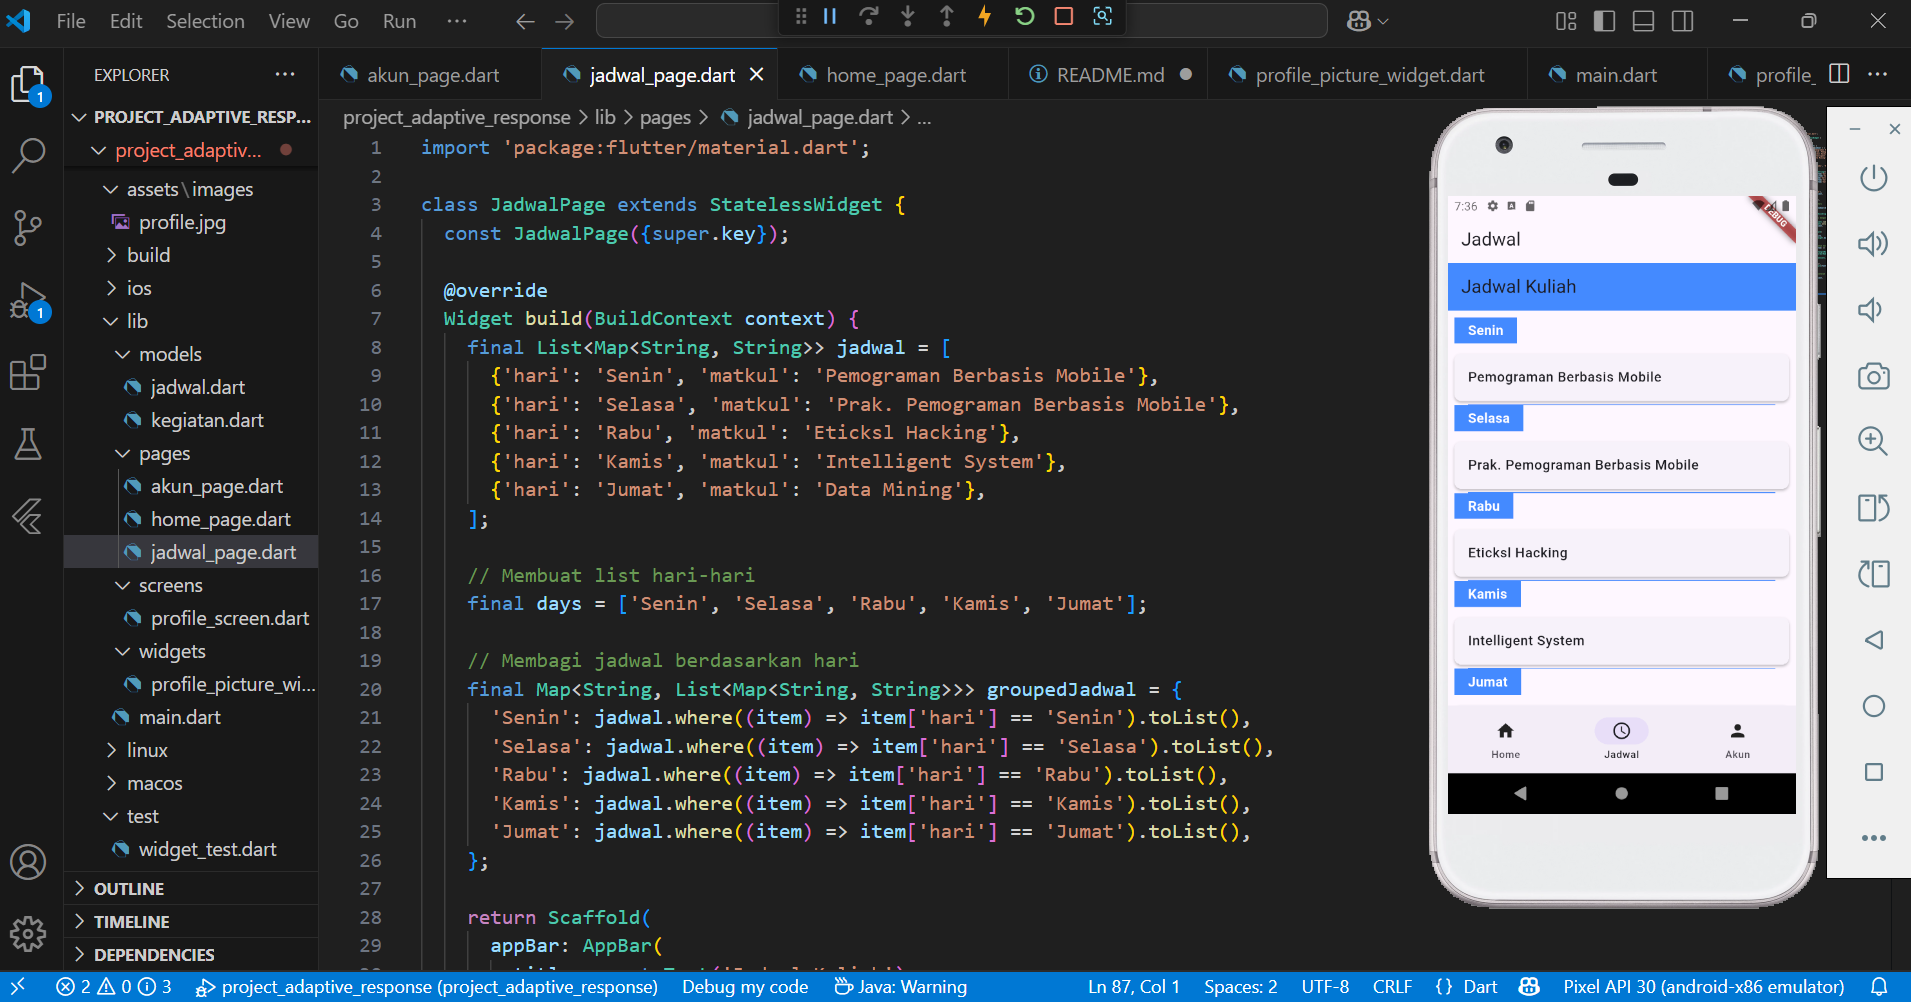 File Edit Selection View Go Run ...
EXPLORER ...
akun_page.dart
jadwal_page.dart
home_page.dart
README.md
profile_picture_widget.dart
main.dart
profile_
...
1
1
PROJECT_ADAPTIVE_RESP...
project_adaptiv...
assets\images
profile.jpg
build
ios
lib
models
jadwal.dart
kegiatan.dart
pages
akun_page.dart
home_page.dart
jadwal_page.dart
screens
profile_screen.dart
widgets
profile_picture_wi...
main.dart
linux
macos
test
widget_test.dart
OUTLINE
TIMELINE
DEPENDENCIES
project_adaptive_response > lib > pages > jadwal_page.dart > ...
1 import 'package:flutter/material.dart';
2
3 class JadwalPage extends StatelessWidget {
4 const JadwalPage({super.key});
5
6 @override
7 Widget build(BuildContext context) {
8 final List<Map<String, String>> jadwal = [
9 {'hari': 'Senin', 'matkul': 'Pemograman Berbasis Mobile'},
10 {'hari': 'Selasa', 'matkul': 'Prak. Pemograman Berbasis Mobile'},
11 {'hari': 'Rabu', 'matkul': 'Eticksl Hacking'},
12 {'hari': 'Kamis', 'matkul': 'Intelligent System'},
13 {'hari': 'Jumat', 'matkul': 'Data Mining'},
14 ];
15
16 // Membuat list hari-hari
17 final days = ['Senin', 'Selasa', 'Rabu', 'Kamis', 'Jumat'];
18
19 // Membagi jadwal berdasarkan hari
20 final Map<String, List<Map<String, String>>> groupedJadwal = {
21 'Senin': jadwal.where((item) => item['hari'] == 'Senin').toList(),
22 'Selasa': jadwal.where((item) => item['hari'] == 'Selasa').toList(),
23 'Rabu': jadwal.where((item) => item['hari'] == 'Rabu').toList(),
24 'Kamis': jadwal.where((item) => item['hari'] == 'Kamis').toList(),
25 'Jumat': jadwal.where((item) => item['hari'] == 'Jumat').toList(),
26 };
27
28 return Scaffold(
29 appBar: AppBar(
7:36
DEBUG
Jadwal
Jadwal Kuliah
Senin
Pemograman Berbasis Mobile
Selasa
Prak. Pemograman Berbasis Mobile
Rabu
Eticksl Hacking
Kamis
Intelligent System
Jumat
Home Jadwal Akun
2 0 3 project_adaptive_response (project_adaptive_response) Debug my code Java: Warning Ln 87, Col 1 Spaces: 2 UTF-8 CRLF {} Dart Pixel API 30 (android-x86 emulator)